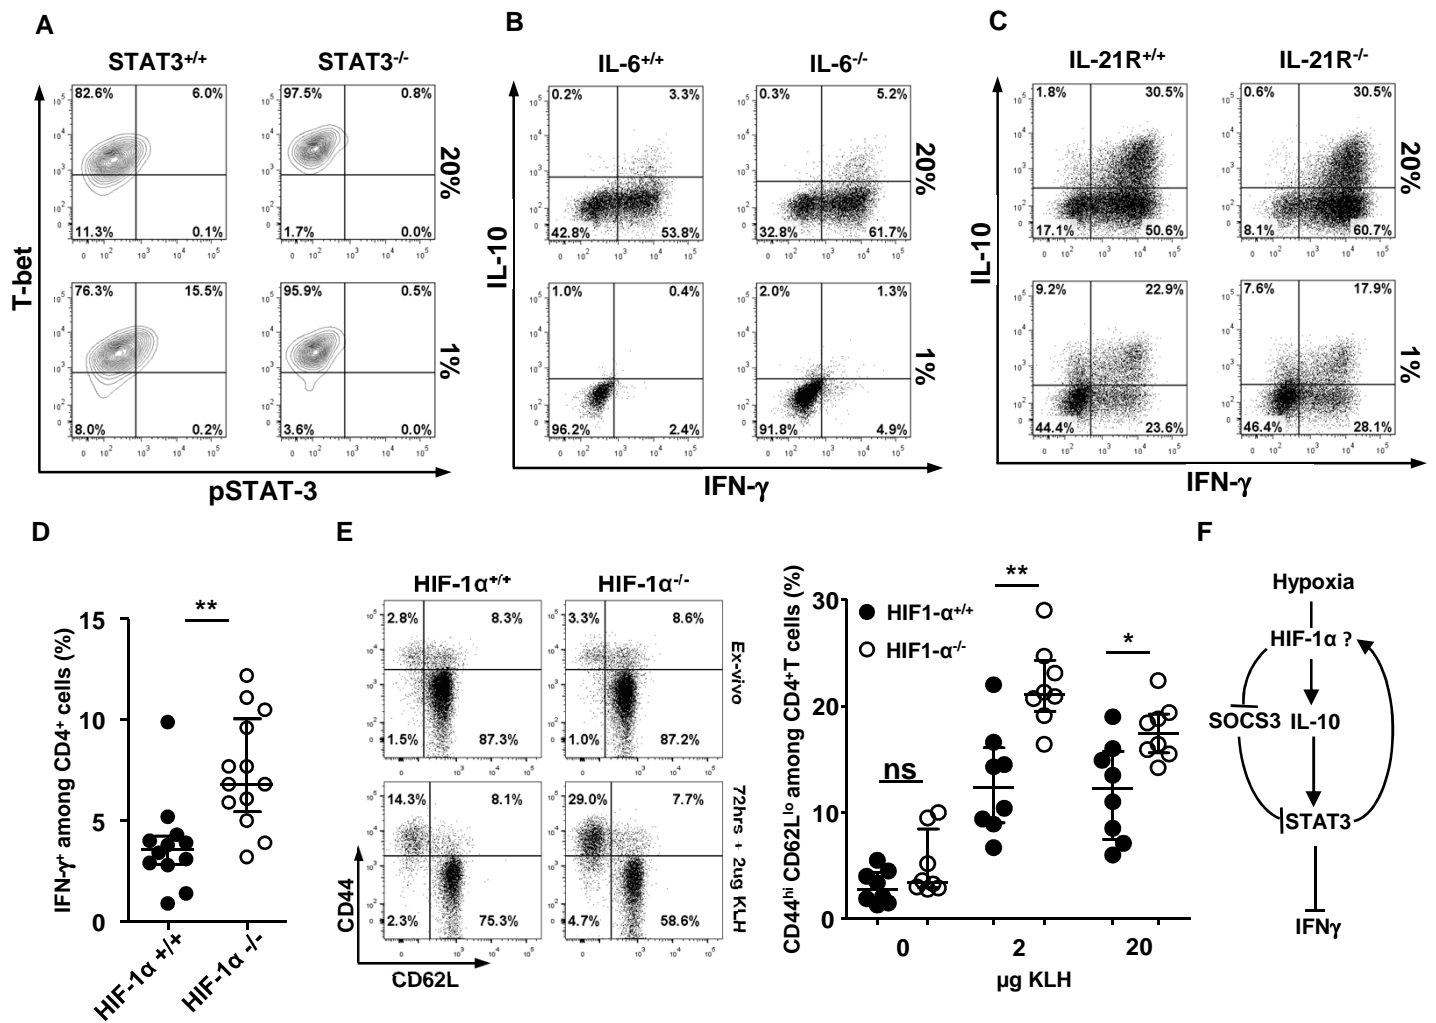 A
STAT3+/+ STAT3-/-
82.6% 6.0% 97.5% 0.8%
11.3% 0.1% 1.7% 0.0%
20%
76.3% 15.5% 95.9% 0.5%
8.0% 0.2% 3.6% 0.0%
1%
T-bet
pSTAT-3
B
IL-6+/+ IL-6-/-
0.2% 3.3% 0.3% 5.2%
42.8% 53.8% 32.8% 61.7%
20%
1.0% 0.4% 2.0% 1.3%
96.2% 2.4% 91.8% 4.9%
1%
IL-10
IFN-γ
C
IL-21R+/+ IL-21R-/-
1.8% 30.5% 0.6% 30.5%
17.1% 50.6% 8.1% 60.7%
20%
9.2% 22.9% 7.6% 17.9%
44.4% 23.6% 46.4% 28.1%
1%
IL-10
IFN-γ
D
**
15
10
5
0
IFN-γ+ among CD4+ cells (%)
HIF-1α +/+ HIF-1α -/-
E
HIF-1α+/+ HIF-1α-/-
2.8% 8.3% 3.3% 8.6%
1.5% 87.3% 1.0% 87.2%
Ex-vivo
14.3% 8.1% 29.0% 7.7%
2.3% 75.3% 4.7% 58.6%
72hrs + 2ug KLH
CD44
CD62L
CD44hi CD62Llo among CD4+T cells (%)
30
20
10
0
HIF1-α+/+
HIF1-α-/-
ns ** *
0 2 20
µg KLH
F
Hypoxia
HIF-1α ?
SOCS3 IL-10
STAT3
IFNγ